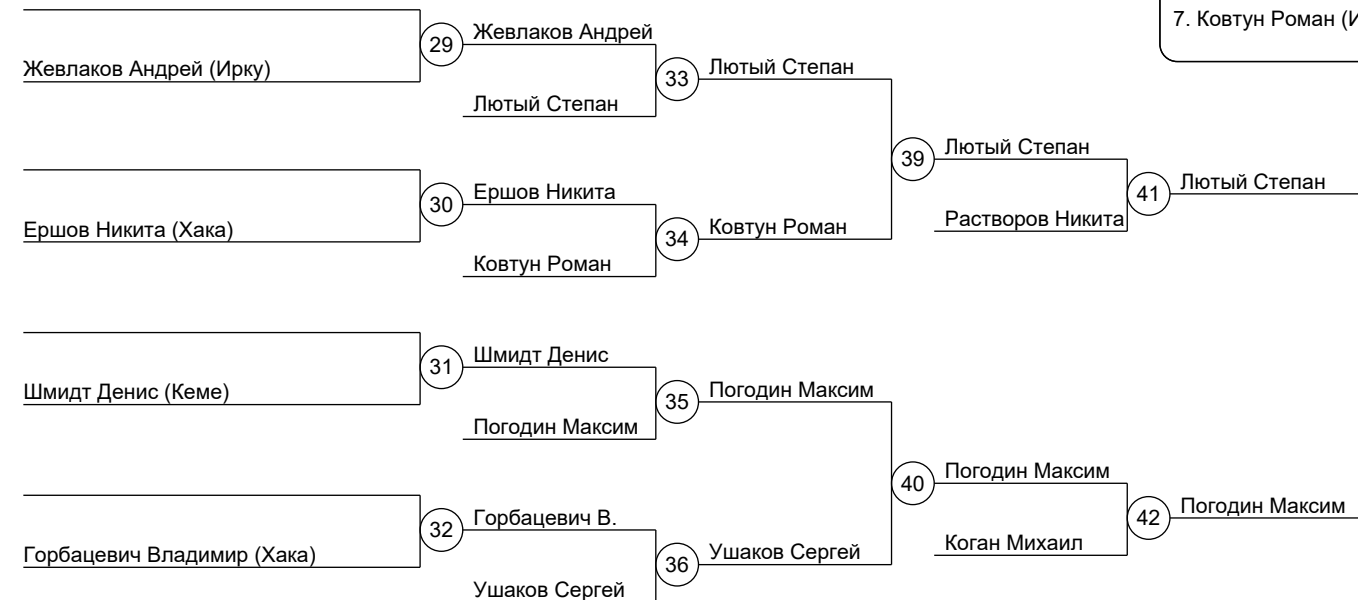 7. Ковтун Роман (И
29
Жевлаков Андрей
Жевлаков Андрей (Ирку)
33
Лютый Степан
Лютый Степан
39
Лютый Степан
41
Лютый Степан
Растворов Никита
30
Ершов Никита
Ершов Никита (Хака)
34
Ковтун Роман
Ковтун Роман
31
Шмидт Денис
Шмидт Денис (Кеме)
35
Погодин Максим
Погодин Максим
40
Погодин Максим
42
Погодин Максим
Коган Михаил
32
Горбацевич В.
Горбацевич Владимир (Хака)
36
Ушаков Сергей
Ушаков Сергей